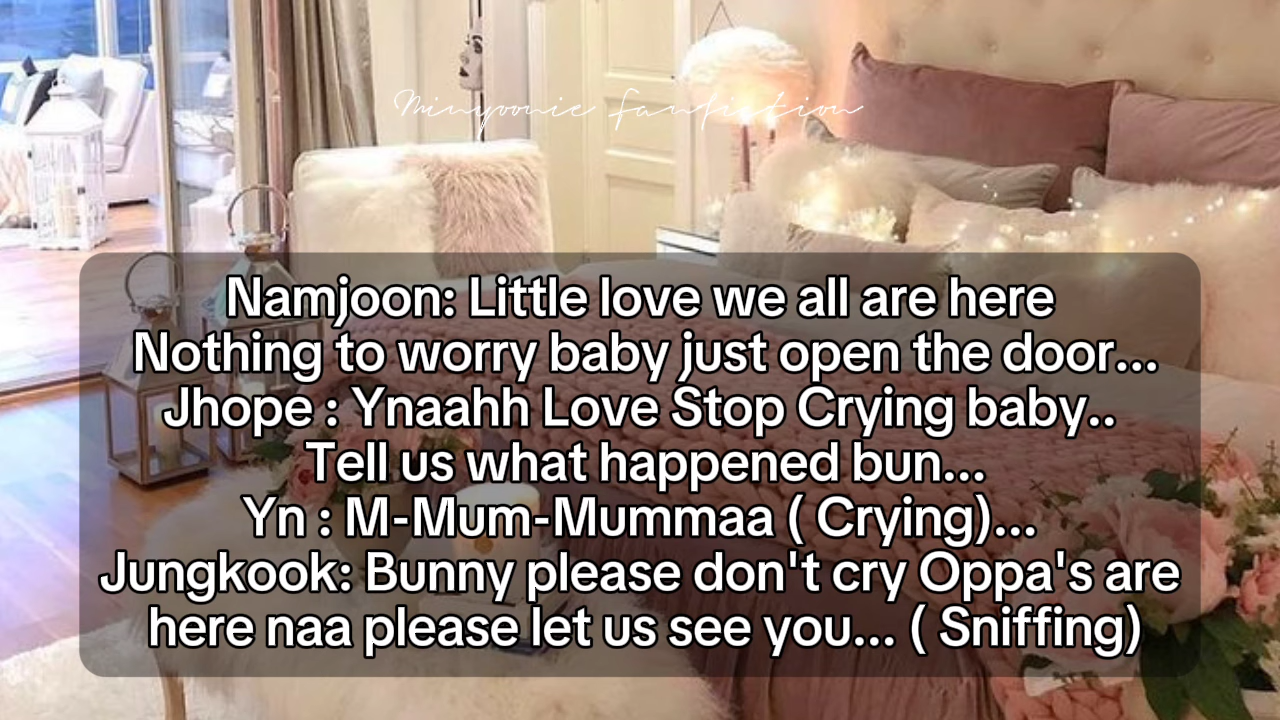 Minyoonie fanfiction
Namjoon: Little love we all are here
Nothing to worry baby just open the door...
Jhope : Ynaahh Love Stop Crying baby..
Tell us what happened bun...
Yn : M-Mum-Mummaa ( Crying)...
Jungkook: Bunny please don't cry Oppa's are
here naa please let us see you... ( Sniffing)